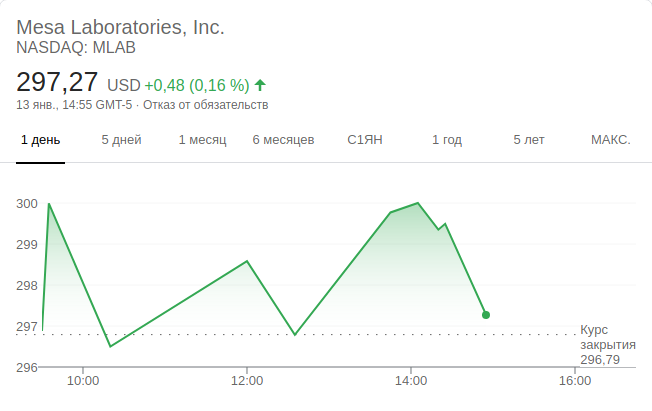 Mesa Laboratories, Inc.
NASDAQ: MLAB
297,27 USD +0,48 (0,16 %)
13 янв., 14:55 GMT-5 · Отказ от обязательств
1 день 5 дней 1 месяц 6 месяцев С1ЯН 1 год 5 лет МАКС.
300
299
298
297
296
Курс
закрытия
296,79
10:00 12:00 14:00 16:00